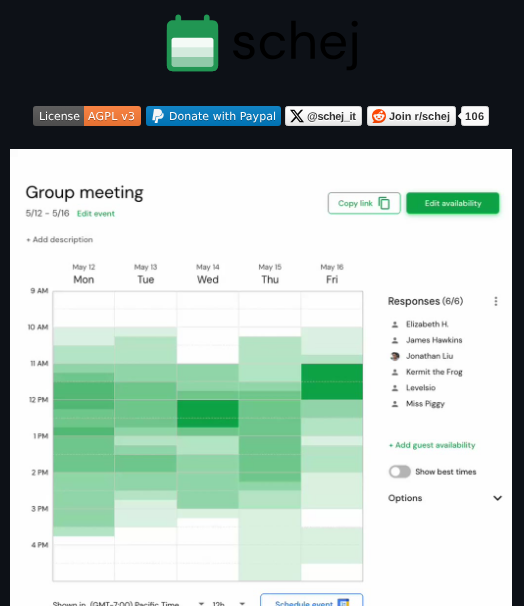 schej
License AGPL v3 Donate with Paypal @schej_it Join r/schej 106
Group meeting
5/12 - 5/16 Edit event
Copy link Edit availability
+ Add description
May 12 May 13 May 14 May 15 May 16
Mon Tue Wed Thu Fri
9 AM
Responses (6/6)
10 AM
Elizabeth H.
James Hawkins
Jonathan Liu
11 AM
Kermit the Frog
Levelsio
12 PM
Miss Piggy
1 PM
+ Add guest availability
2 PM
Show best times
Options
3 PM
4 PM
Shown in (GMT-7:00) Pacific Time 12h Schedule event